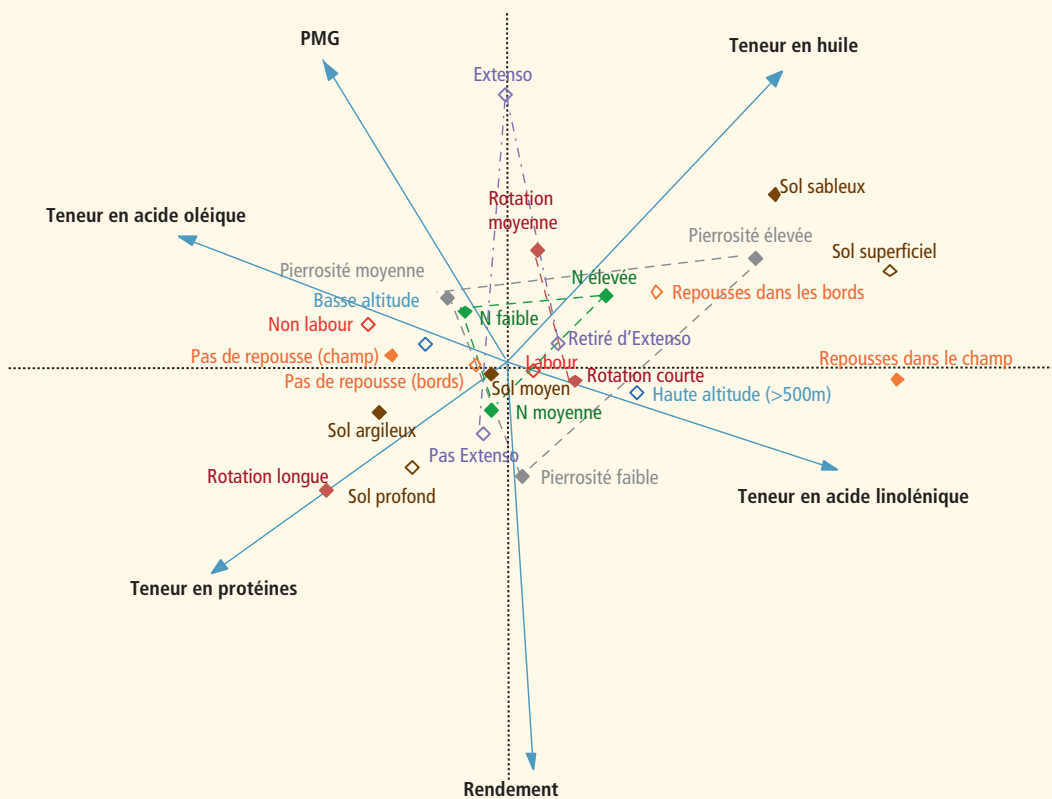 PMG
Teneur en huile
Extenso
Sol sableux
Rotation
moyenne
Teneur en acide oléique
Pierrosité élevée
Sol superficiel
Pierrosité moyenne
N élevée
Basse altitude
Repousses dans les bords
N faible
Non labour
Retiré d'Extenso
Pas de repousse (champ)
Labour
Repousses dans le champ
Pas de repousse (bords)
Rotation courte
Sol moyen
Haute altitude (>500m)
N moyenne
Sol argileux
Pas Extenso
Rotation longue
Pierrosité faible
Sol profond
Teneur en acide linolénique
Teneur en protéines
Rendement